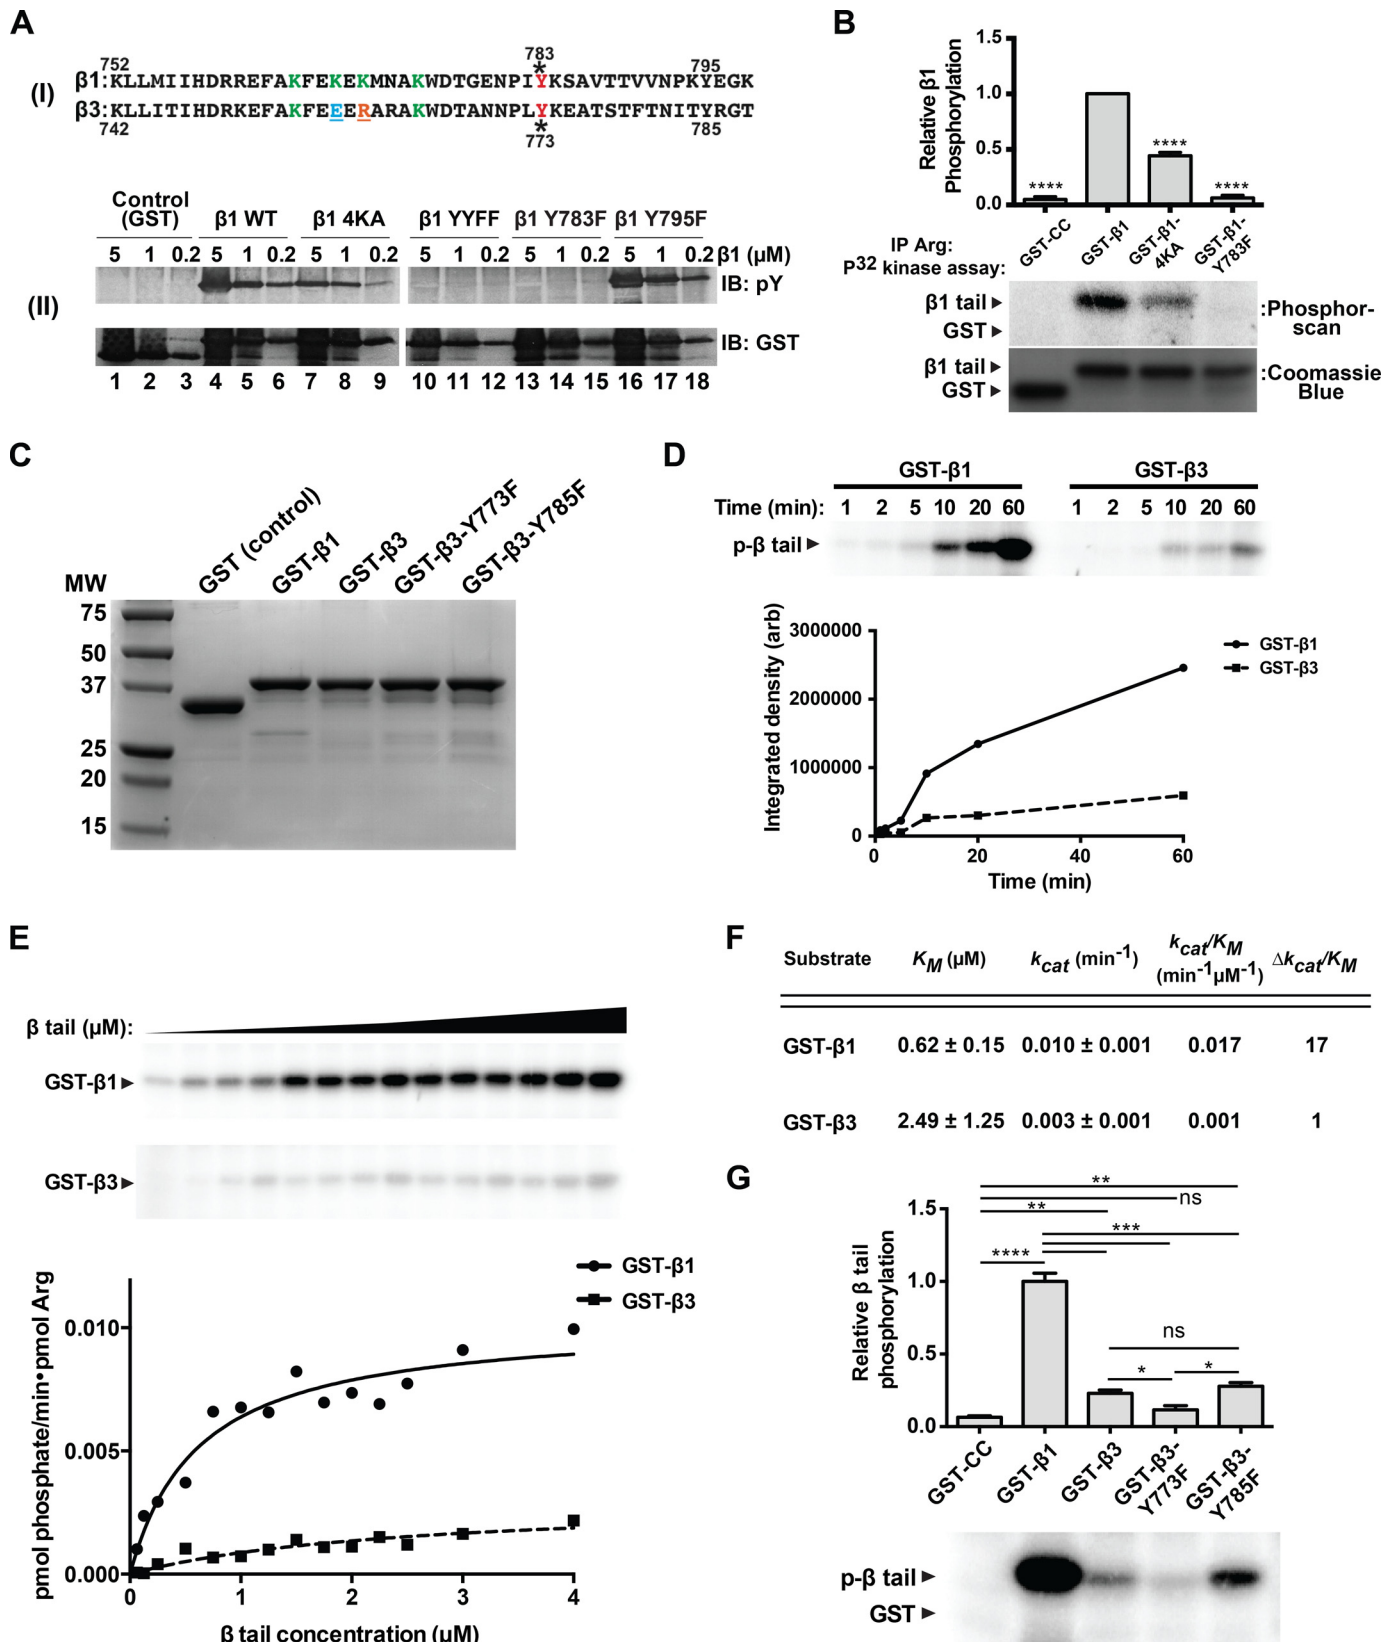 A
(I)
752 783 795
* 
β1:KLLMIIHDRREFAKFEKEKMNAKWDTGENPIYKSAVTTVVNPKYEGK
β3:KLLITIHDRKEFAKFEEERARAKWDTANNPLYKEATSTFTNITYRGT
*
742 773 785
(II)
Control
(GST) β1 WT β1 4KA β1 YYFF β1 Y783F β1 Y795F
5 1 0.2 5 1 0.2 5 1 0.2 5 1 0.2 5 1 0.2 5 1 0.2 β1 (µM)
IB: pY
IB: GST
1 2 3 4 5 6 7 8 9 10 11 12 13 14 15 16 17 18
B
Relative β1
Phosphorylation
1.5
1.0
0.5
0.0
**** **** ****
IP Arg:
P32 kinase assay:
GST-CC
GST-β1
GST-β1-
4KA
GST-β1-
Y783F
β1 tail
GST
:Phosphor-
scan
β1 tail
GST
:Coomassie
Blue
C
MW
GST (control)
GST-β1
GST-β3
GST-β3-Y773F
GST-β3-Y785F
75
50
37
25
20
15
D
GST-β1 GST-β3
Time (min): 1 2 5 10 20 60 1 2 5 10 20 60
p-β tail
Integrated density (arb)
3000000
2000000
1000000
0
GST-β1
GST-β3
0 20 40 60
Time (min)
E
β tail (µM):
GST-β1
GST-β3
GST-β1
GST-β3
pmol phosphate/min•pmol Arg
0.010
0.005
0.000
0 1 2 3 4
β tail concentration (µM)
F
Substrate KM (µM) kcat (min-1) kcat/KM (min-1µM-1) Δkcat/KM
GST-β1 0.62 ± 0.15 0.010 ± 0.001 0.017 17
GST-β3 2.49 ± 1.25 0.003 ± 0.001 0.001 1
G
Relative β tail
phosphorylation
1.5
1.0
0.5
0.0
**
ns
**
***
****
ns
* *
GST-CC
GST-β1
GST-β3
GST-β3-
Y773F
GST-β3-
Y785F
p-β tail
GST